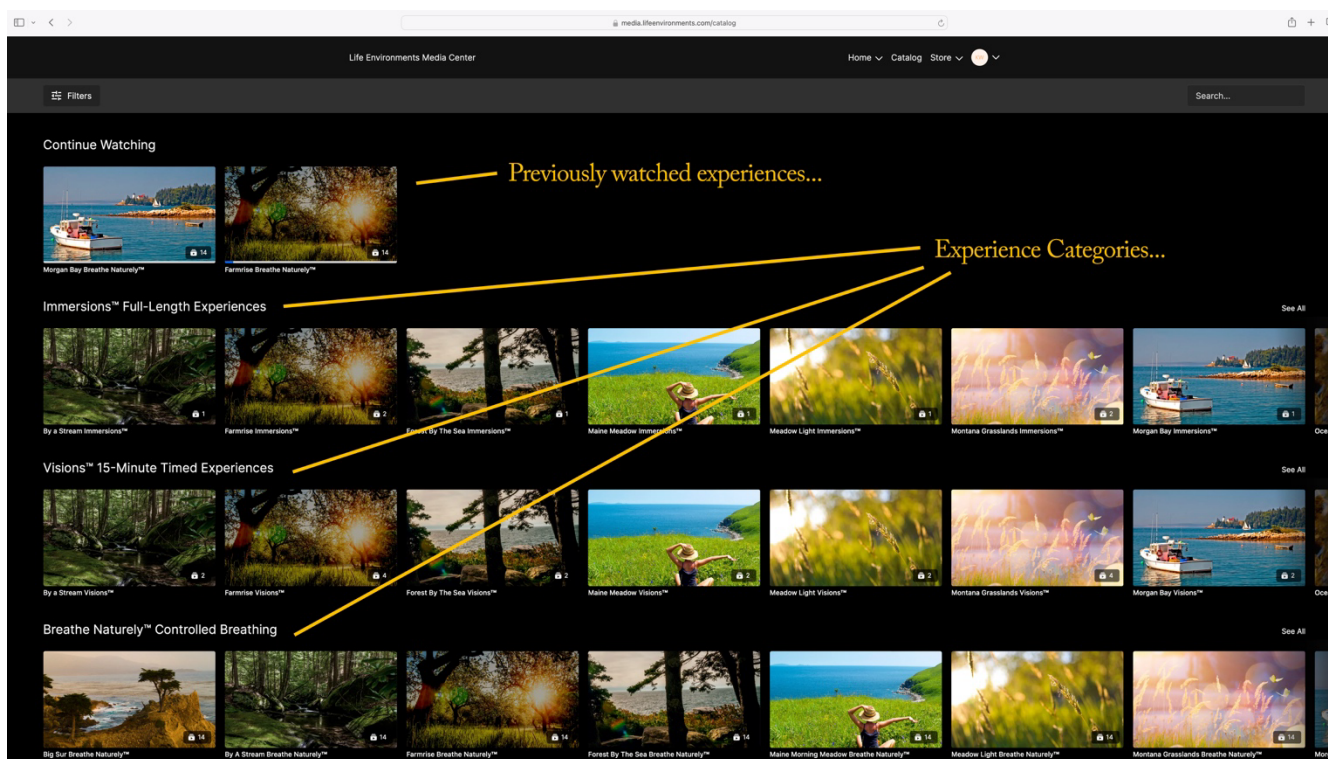 media.lifeenvironments.com/catalog
Life Environments Media Center
Home Catalog Store
Filters
Search...
Continue Watching
Previously watched experiences...
14
14
Morgan Bay Breathe Naturely™
Farmrise Breathe Naturely™
Experience Categories...
Immersions™ Full-Length Experiences
See All
1
2
1
1
1
2
1
By a Stream Immersions™
Farmrise Immersions™
Forest By The Sea Immersions™
Maine Meadow Immersions™
Meadow Light Immersions™
Montana Grasslands Immersions™
Morgan Bay Immersions™
Oce
Visions™ 15-Minute Timed Experiences
See All
2
4
2
2
2
4
2
By a Stream Visions™
Farmrise Visions™
Forest By The Sea Visions™
Maine Meadow Visions™
Meadow Light Visions™
Montana Grasslands Visions™
Morgan Bay Visions™
Oce
Breathe Naturely™ Controlled Breathing
See All
14
14
14
14
14
14
14
Big Sur Breathe Naturely™
By A Stream Breathe Naturely™
Farmrise Breathe Naturely™
Forest By The Sea Breathe Naturely™
Maine Morning Meadow Breathe Naturely™
Meadow Light Breathe Naturely™
Montana Grasslands Breathe Naturely™
Mor